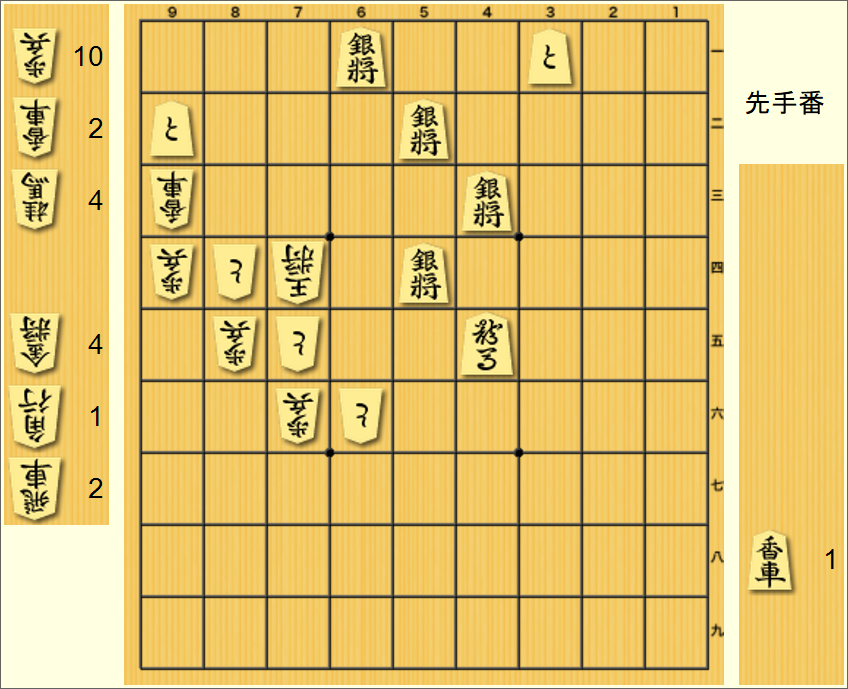 9 8 7 6 5 4 3 2 1
歩兵 10
香車 2
桂馬 4
金将 4
角行 1
飛車 2
銀将 と 一
と 銀将 二
香車 銀将 三
歩兵 と 王将 銀将 四
歩兵 と 龍馬 五
歩兵 と 六
七
八
九
先手番
香車 1